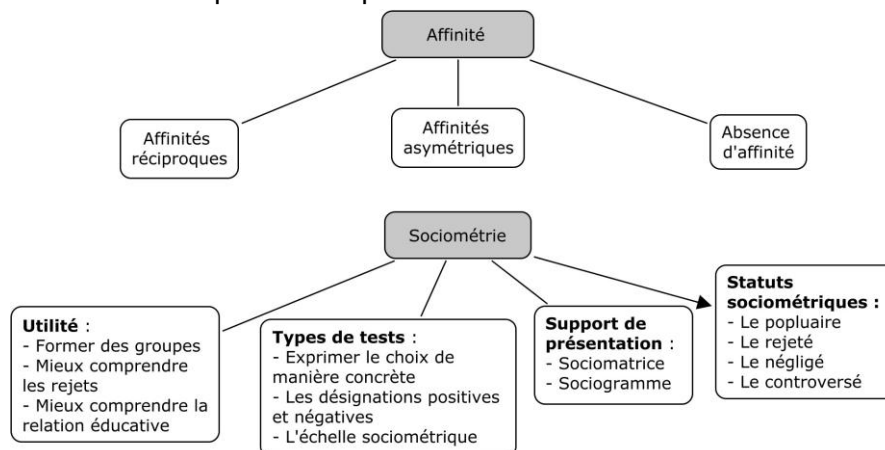 Affinité
Affinités
réciproques
Affinités
asymétriques
Absence
d'affinité
Sociométrie
Utilité :
- Former des groupes
- Mieux comprendre
les rejets
- Mieux comprendre la
relation éducative
Types de tests :
- Exprimer le choix de
manière concrète
- Les désignations positives
et négatives
- L'échelle sociométrique
Support de
présentation :
- Sociomatrice
- Sociogramme
Statuts
sociométriques :
- Le popluaire
- Le rejeté
- Le négligé
- Le controversé